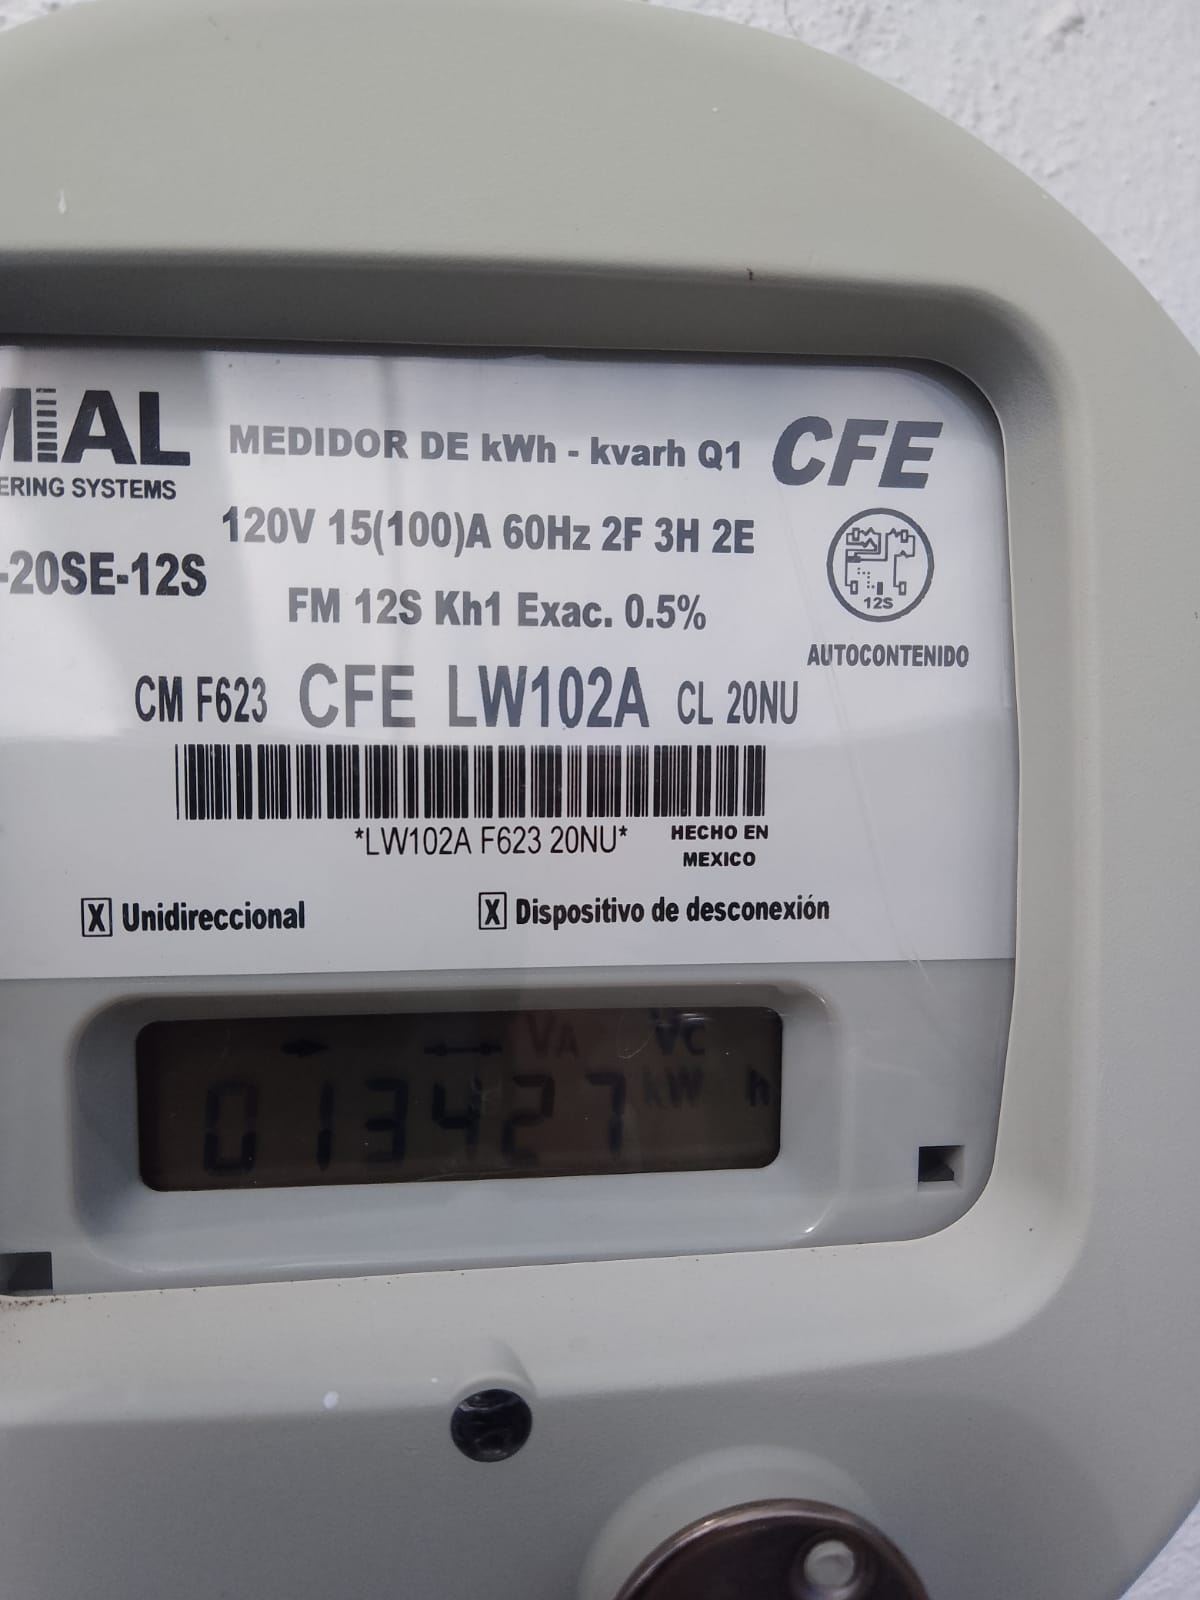 MIAL
ERING SYSTEMS
MEDIDOR DE kWh - kvarh Q1
CFE
120V 15(100)A 60Hz 2F 3H 2E
-20SE-12S
FM 12S Kh1 Exac. 0.5%
12S
AUTOCONTENIDO
CM F623 CFE LW102A CL 20NU
*LW102A F623 20NU*
HECHO EN
MEXICO
X Unidireccional
X Dispositivo de desconexión
VA VC
013427 kW h